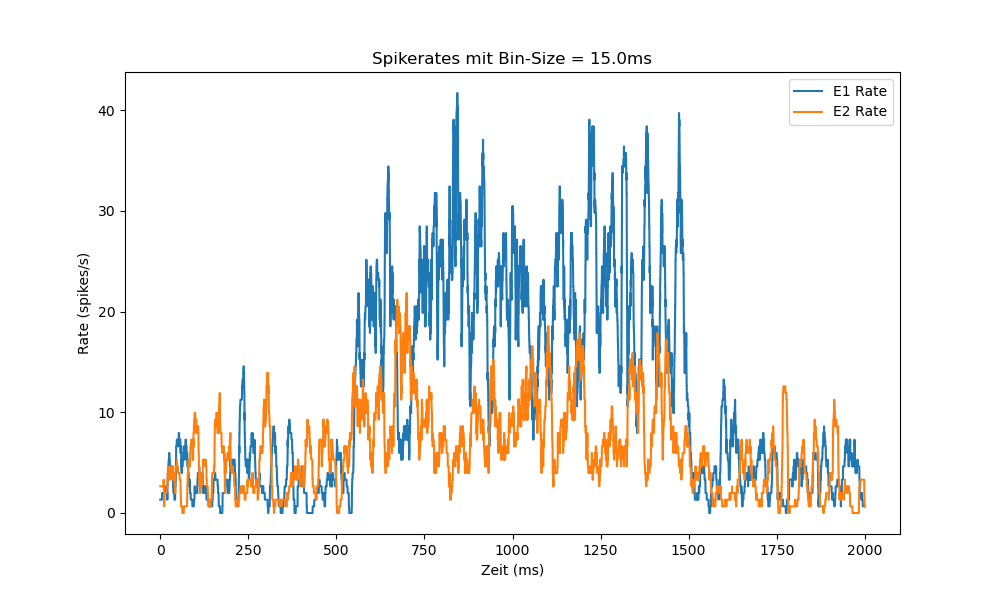 Spikerates mit Bin-Size = 15.0ms
E1 Rate
E2 Rate
40
30
20
10
0
Rate (spikes/s)
0 250 500 750 1000 1250 1500 1750 2000
Zeit (ms)